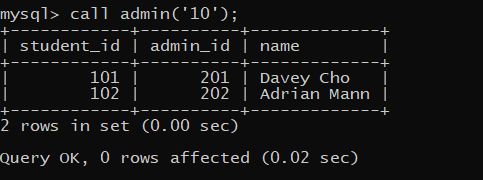 mysql> call admin('10');
+------------+----------+-------------+
| student_id | admin_id | name        |
+------------+----------+-------------+
|        101 |      201 | Davey Cho   |
|        102 |      202 | Adrian Mann |
+------------+----------+-------------+
2 rows in set (0.00 sec)
Query OK, 0 rows affected (0.02 sec)